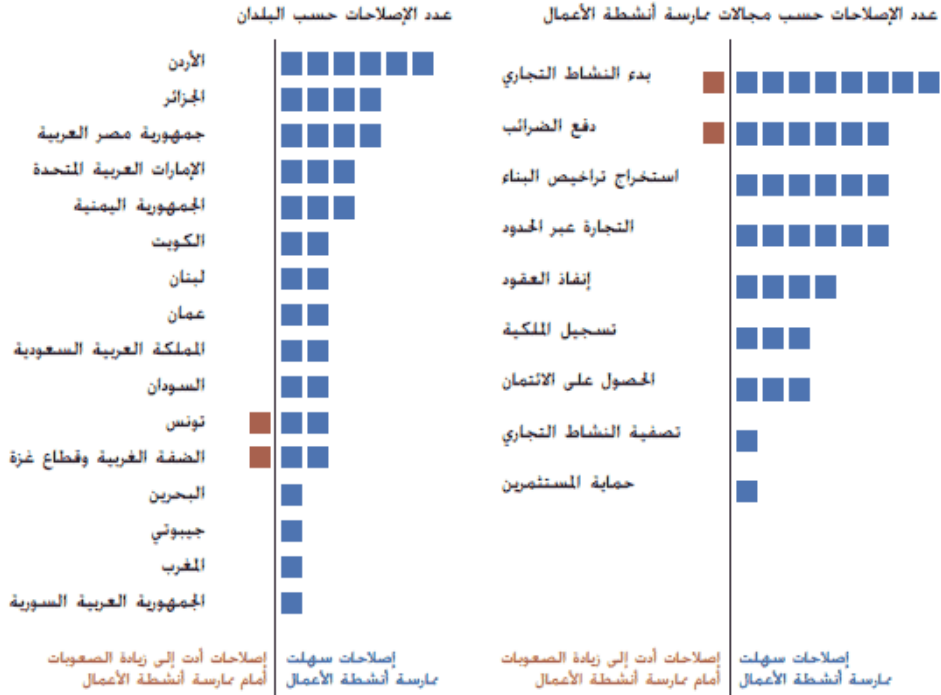 عدد الإصلاحات حسب مجالات ممارسة أنشطة الأعمال
بدء النشاط التجاري
دفع الضرائب
استخراج تراخيص البناء
التجارة عبر الحدود
إنفاذ العقود
تسجيل الملكية
الحصول على الائتمان
تصفية النشاط التجاري
حماية المستثمرين
إصلاحات سهلت
ممارسة أنشطة الأعمال
إصلاحات أدت إلى زيادة الصعوبات
أمام ممارسة أنشطة الأعمال
عدد الإصلاحات حسب البلدان
الأردن
الجزائر
جمهورية مصر العربية
الإمارات العربية المتحدة
الجمهورية اليمنية
الكويت
لبنان
عمان
المملكة العربية السعودية
السودان
تونس
الضفة الغربية وقطاع غزة
البحرين
جيبوتي
المغرب
الجمهورية العربية السورية
إصلاحات سهلت
ممارسة أنشطة الأعمال
إصلاحات أدت إلى زيادة الصعوبات
أمام ممارسة أنشطة الأعمال